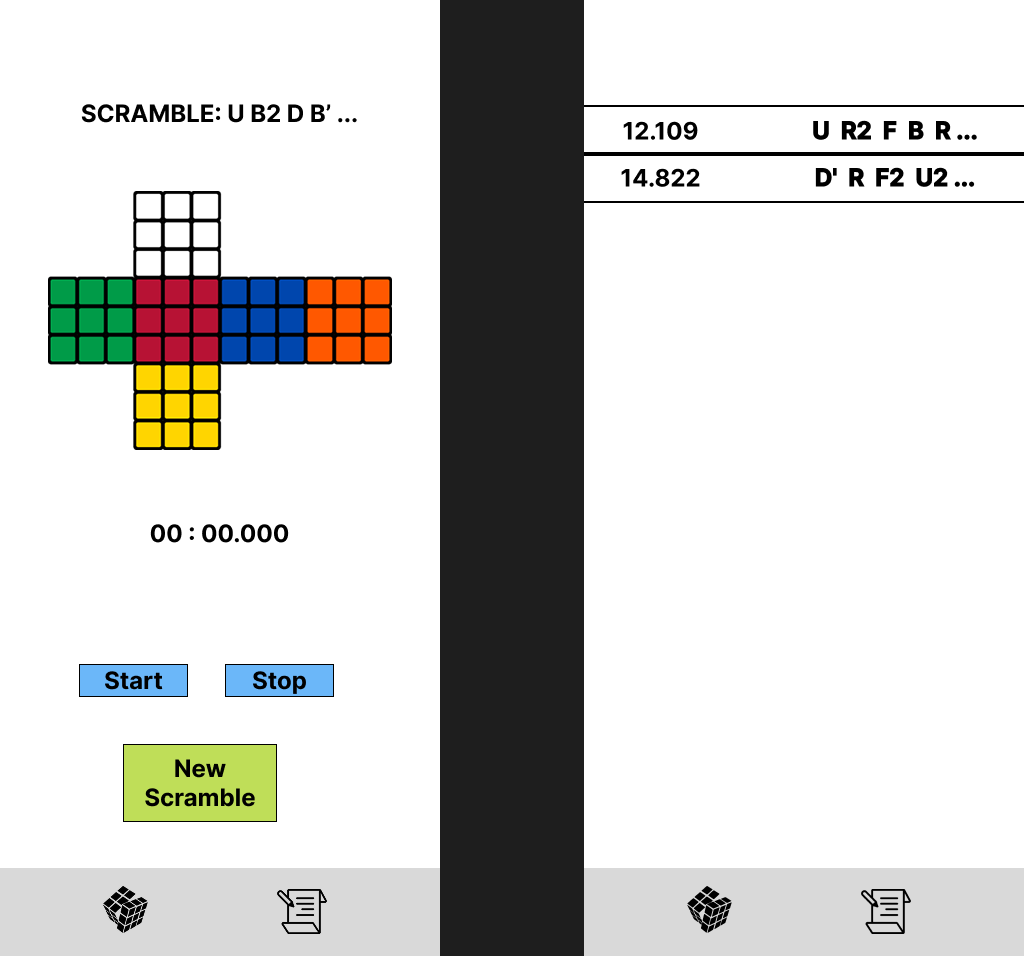 SCRAMBLE: U B2 D B’ ...
00 : 00.000
Start
Stop
New
Scramble
12.109 U R2 F B R ...
14.822 D' R F2 U2 ...